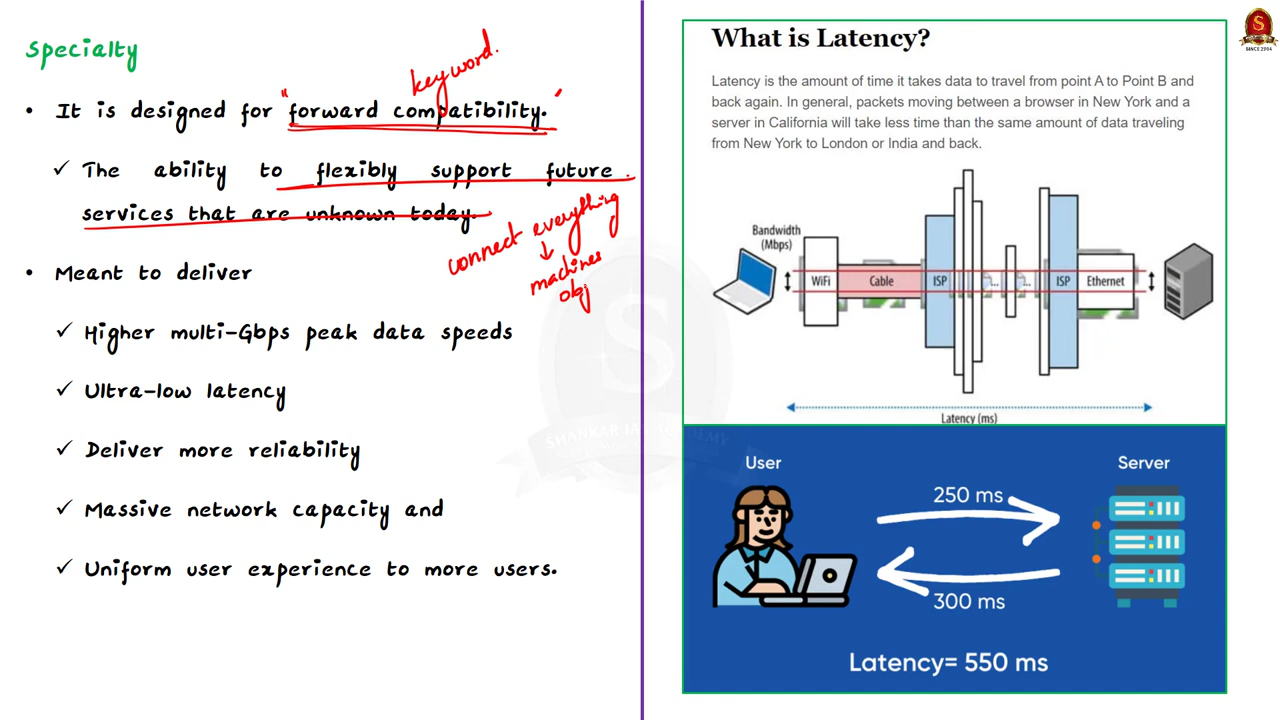 Specialty
keyword.
• It is designed for "forward compatibility."
✓ The ability to flexibly support future
services that are unknown today.
connect everything
↓
machines
obj
• Meant to deliver
✓ Higher multi-Gbps peak data speeds
✓ Ultra-low latency
✓ Deliver more reliability
✓ Massive network capacity and
✓ Uniform user experience to more users.
What is Latency?
Latency is the amount of time it takes data to travel from point A to Point B and
back again. In general, packets moving between a browser in New York and a
server in California will take less time than the same amount of data traveling
from New York to London or India and back.
Bandwidth
(Mbps)
WiFi
Cable
ISP
...
...
ISP
Ethernet
Latency (ms)
User
Server
250 ms
300 ms
Latency= 550 ms
S
SHANKAR IAS ACADEMY
SINCE 2004